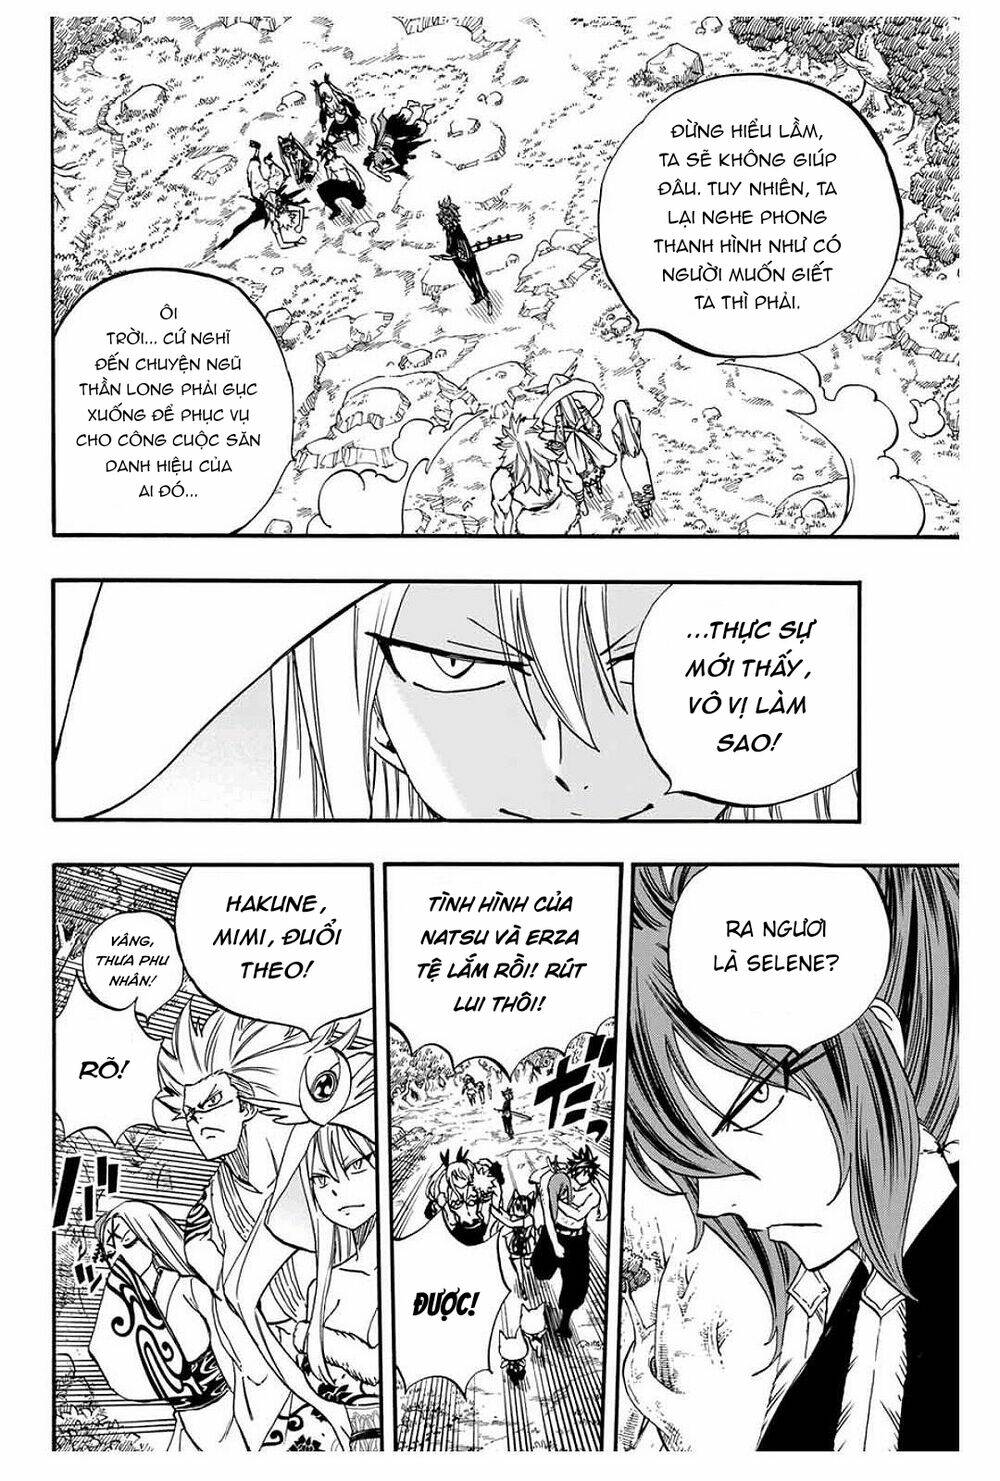 ĐỪNG HIỂU LẦM,
TA SẼ KHÔNG GIÚP
ĐÂU. TUY NHIÊN, TA
LẠI NGHE PHONG
THANH HÌNH NHƯ CÓ
NGƯỜI MUỐN GIẾT
TA THÌ PHẢI.
ÔI
TRỜI... CỨ NGHĨ
ĐẾN CHUYỆN NGŨ
THẦN LONG PHẢI GỤC
XUỐNG ĐỂ PHỤC VỤ
CHO CÔNG CUỘC SĂN
DANH HIỆU CỦA
AI ĐÓ...
...THỰC SỰ
MỚI THẤY,
VÔ VỊ LÀM
SAO!
RA NGƯƠI
LÀ SELENE?
TÌNH HÌNH CỦA
NATSU VÀ ERZA
TỆ LẮM RỒI! RÚT
LUI THÔI!
ĐƯỢC!
HAKUNE,
MIMI, ĐUỔI
THEO!
VÂNG,
THƯA PHU
NHÂN!
RÕ!